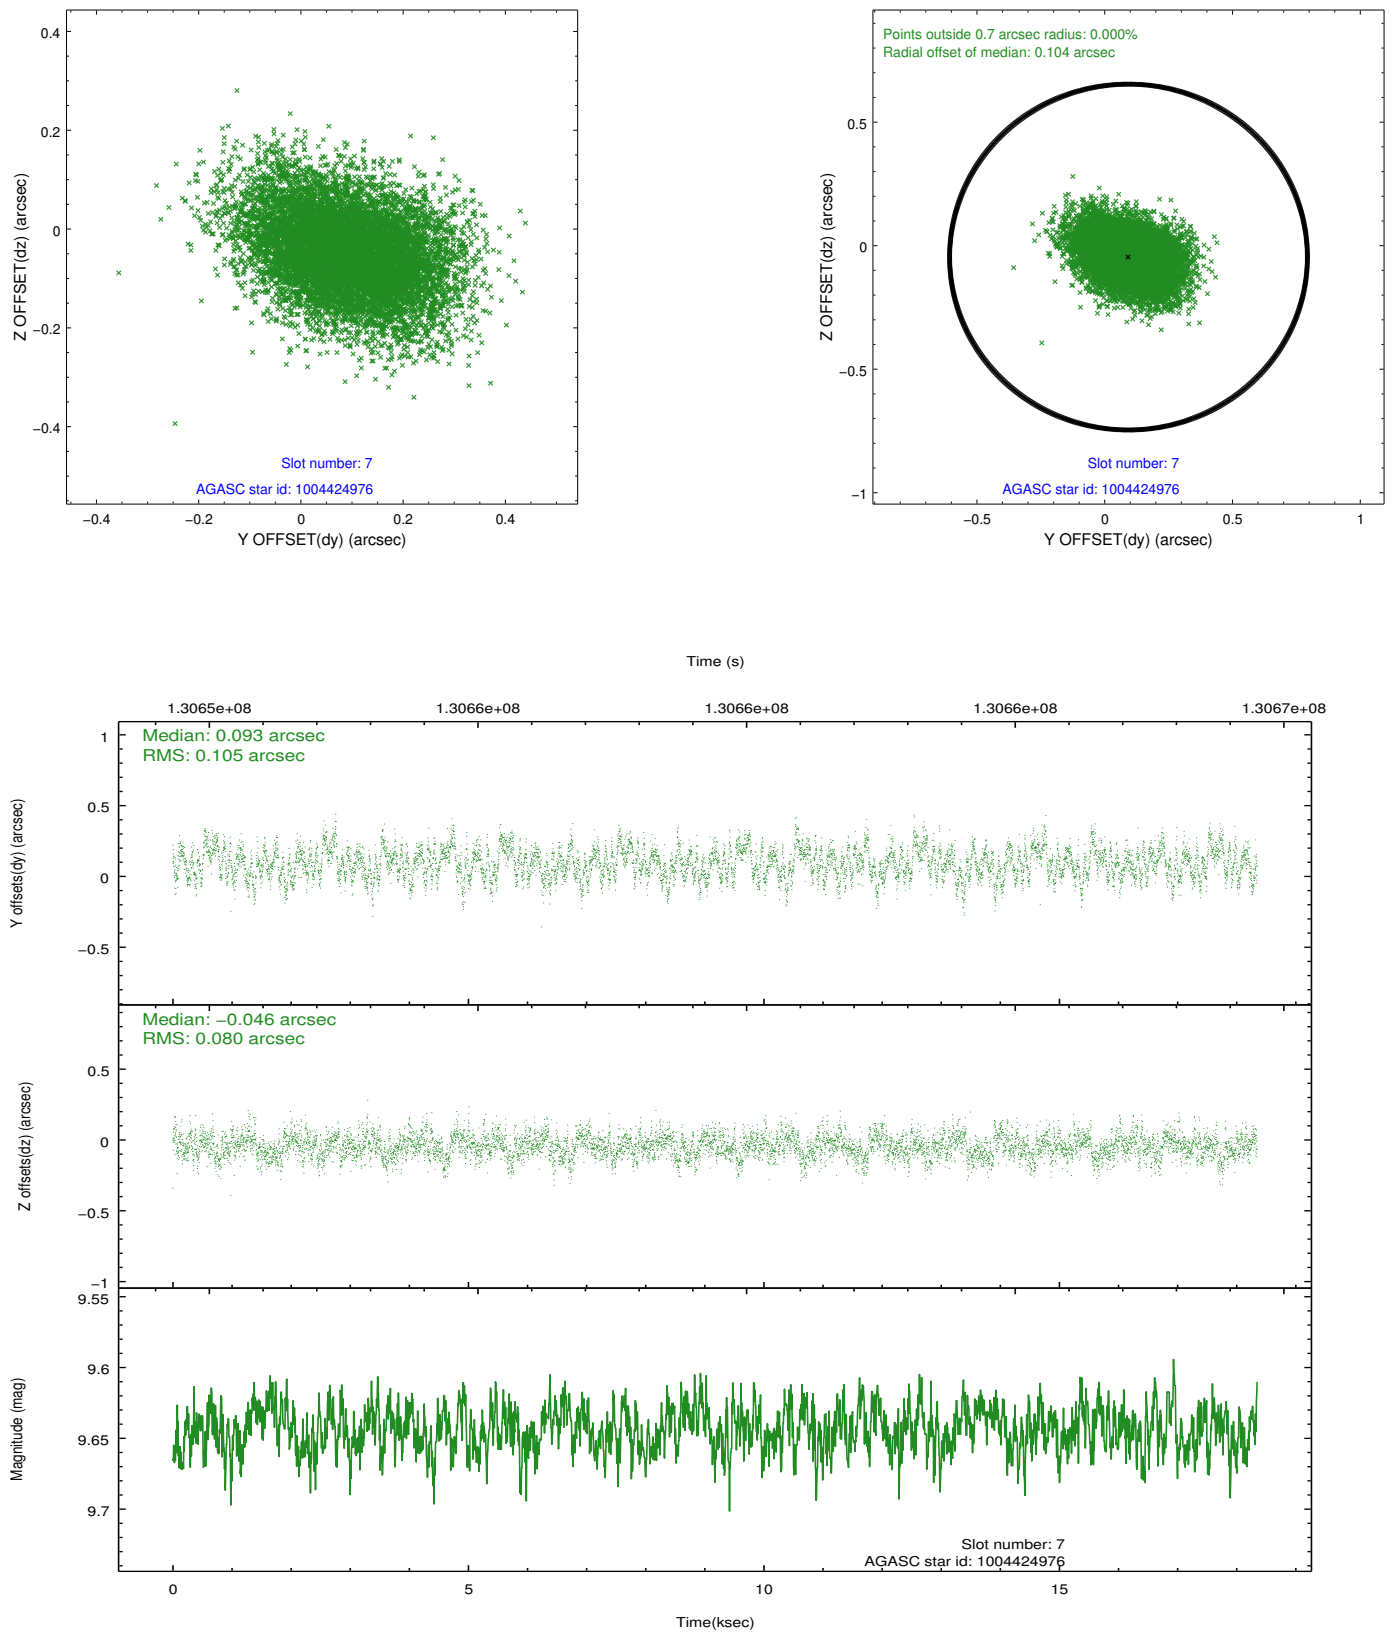 0.4
0.2
0
−0.2
−0.4
−0.4
−0.2
0
0.2
0.4
Z OFFSET(dz) (arcsec)
Y OFFSET(dy) (arcsec)
Slot number: 7
AGASC star id: 1004424976
Points outside 0.7 arcsec radius: 0.000%
Radial offset of median: 0.104 arcsec
0.5
0
−0.5
−1
−0.5
0
0.5
1
Z OFFSET(dz) (arcsec)
Y OFFSET(dy) (arcsec)
Slot number: 7
AGASC star id: 1004424976
Time (s)
1.3065e+08
1.3066e+08
1.3066e+08
1.3066e+08
1.3067e+08
Median: 0.093 arcsec
RMS: 0.105 arcsec
1
0.5
0
−0.5
Y offsets(dy) (arcsec)
Median: −0.046 arcsec
RMS: 0.080 arcsec
0.5
0
−0.5
−1
Z offsets(dz) (arcsec)
9.55
9.6
9.65
9.7
Magnitude (mag)
Slot number: 7
AGASC star id: 1004424976
0
5
10
15
Time(ksec)